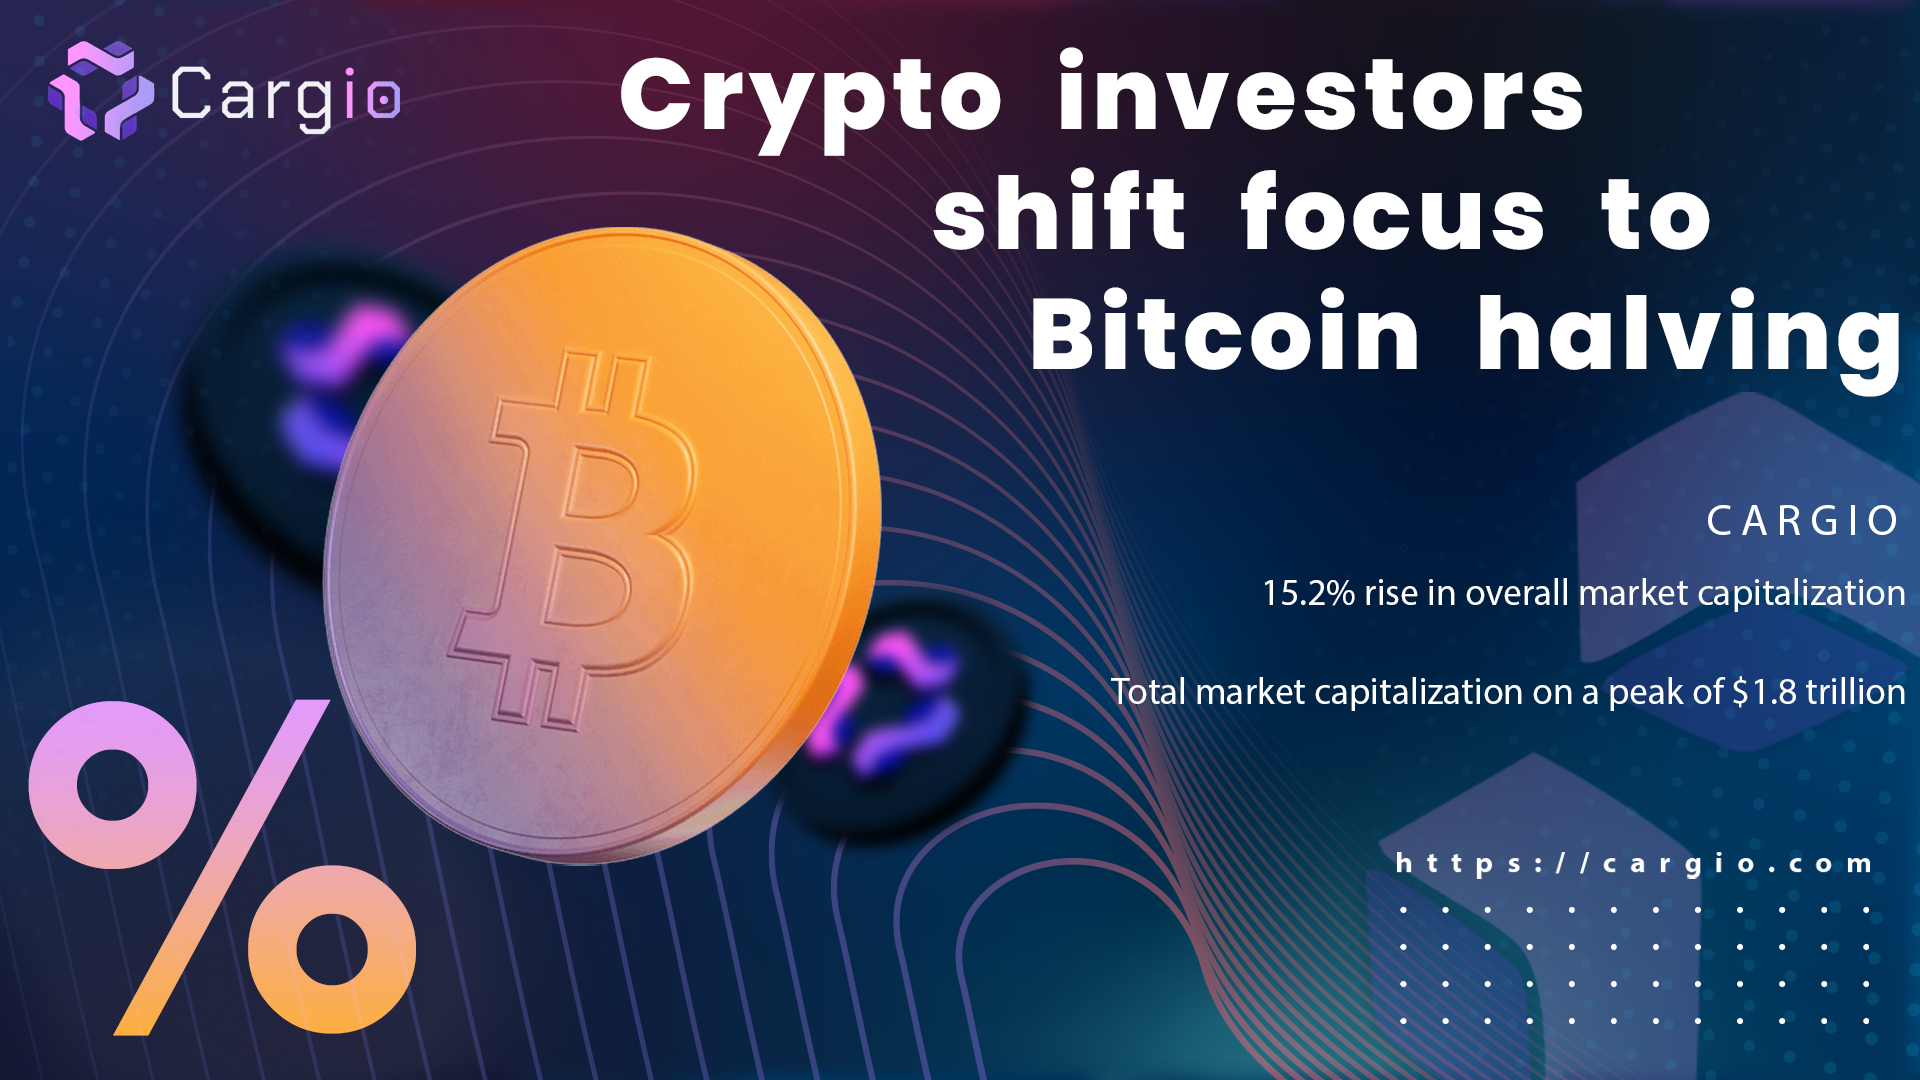 Cargio
Crypto investors
shift focus to
Bitcoin halving
CARGIO
15.2% rise in overall market capitalization
Total market capitalization on a peak of $1.8 trillion
https://cargio.com
%